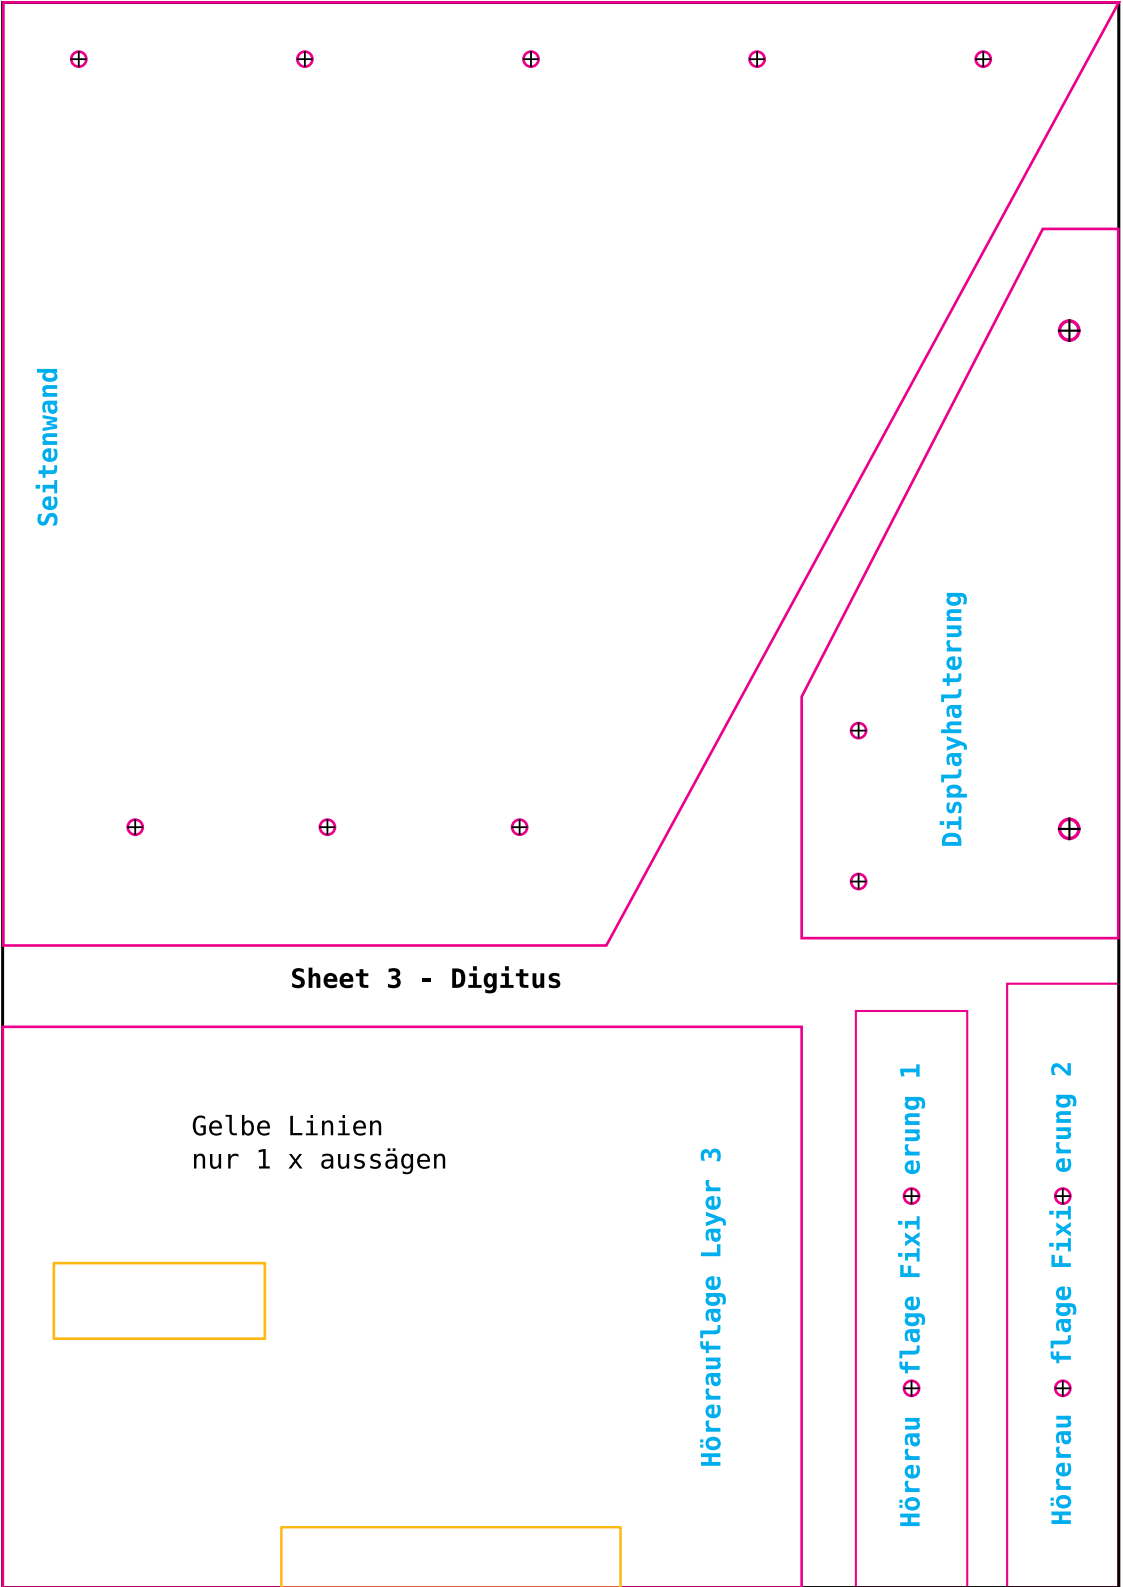 Seitenwand
Displayhalterung
Sheet 3 - Digitus
Gelbe Linien
nur 1 x aussägen
Hörerauflage Layer 3
Hörerau flage Fixi erung 1
Hörerau flage Fixi erung 2